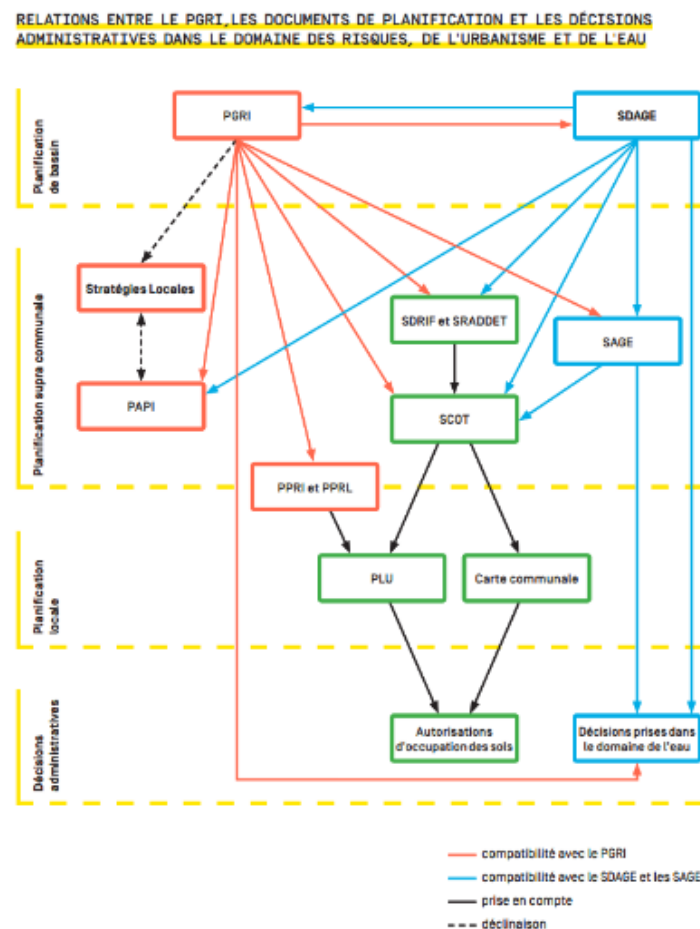 RELATIONS ENTRE LE PGRI,LES DOCUMENTS DE PLANIFICATION ET LES DÉCISIONS
ADMINISTRATIVES DANS LE DOMAINE DES RISQUES, DE L'URBANISME ET DE L'EAU
Planification
de bassin
PGRI
SDAGE
Planification supra communale
Stratégies Locales
SDRIF et SRADDET
SAGE
PAPI
SCOT
PPRI et PPRL
Planification
locale
PLU
Carte communale
Décisions
administratives
Autorisations
d'occupation des sols
Décisions prises dans
le domaine de l'eau
compatibilité avec le PGRI
compatibilité avec le SDAGE et les SAGE
prise en compte
déclinaison